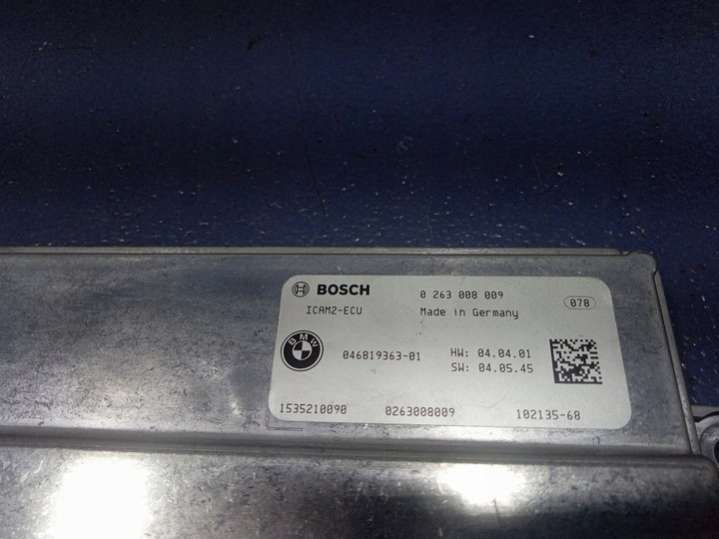 BOSCH 0 263 008 009
ICAM2-ECU Made in Germany 078
BMW 046819363-01 HW: 04.04.01
SW: 04.05.45
1535210090 0263008009 102135-68